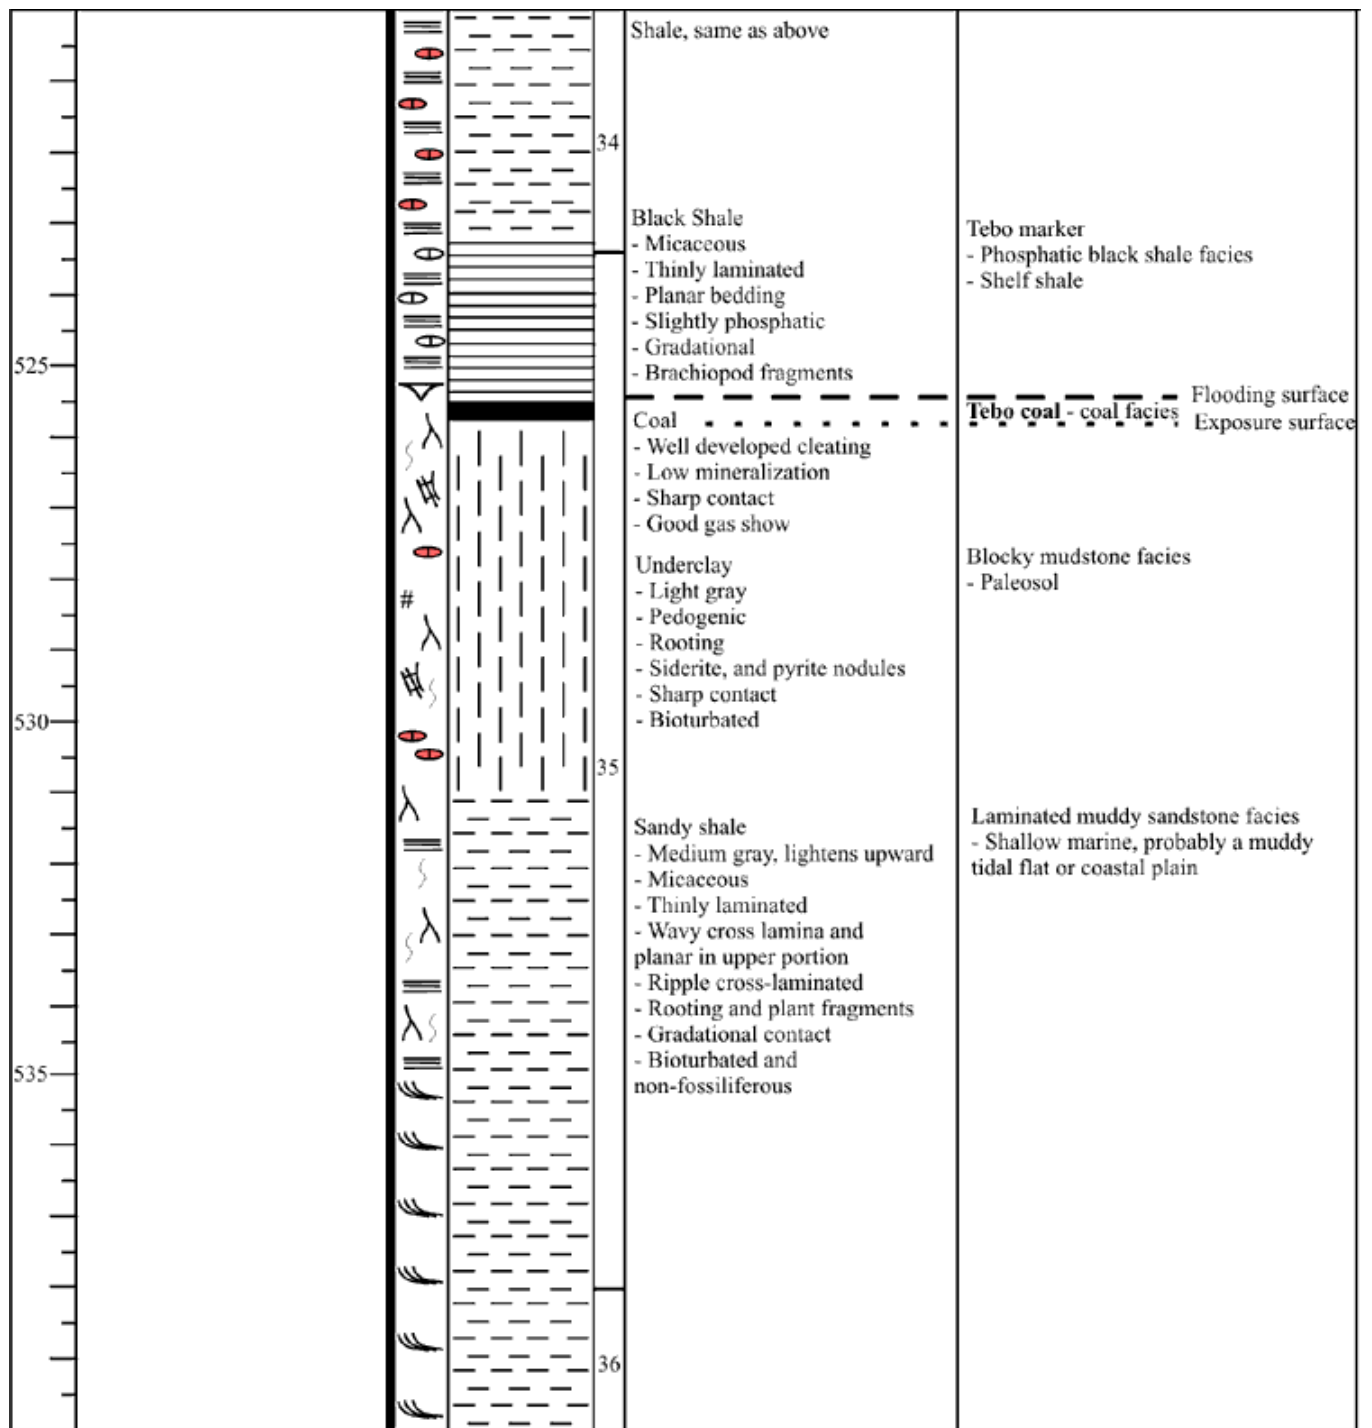 Shale, same as above
34
Black Shale
- Micaceous
- Thinly laminated
- Planar bedding
- Slightly phosphatic
- Gradational
- Brachiopod fragments
Tebo marker
- Phosphatic black shale facies
- Shelf shale
525
Flooding surface
Tebo coal - coal facies
Exposure surface
Coal
- Well developed cleating
- Low mineralization
- Sharp contact
- Good gas show
Underclay
- Light gray
- Pedogenic
- Rooting
- Siderite, and pyrite nodules
- Sharp contact
- Bioturbated
Blocky mudstone facies
- Paleosol
#
530
35
Sandy shale
- Medium gray, lightens upward
- Micaceous
- Thinly laminated
- Wavy cross lamina and
planar in upper portion
- Ripple cross-laminated
- Rooting and plant fragments
- Gradational contact
- Bioturbated and
non-fossiliferous
Laminated muddy sandstone facies
- Shallow marine, probably a muddy
tidal flat or coastal plain
535
36